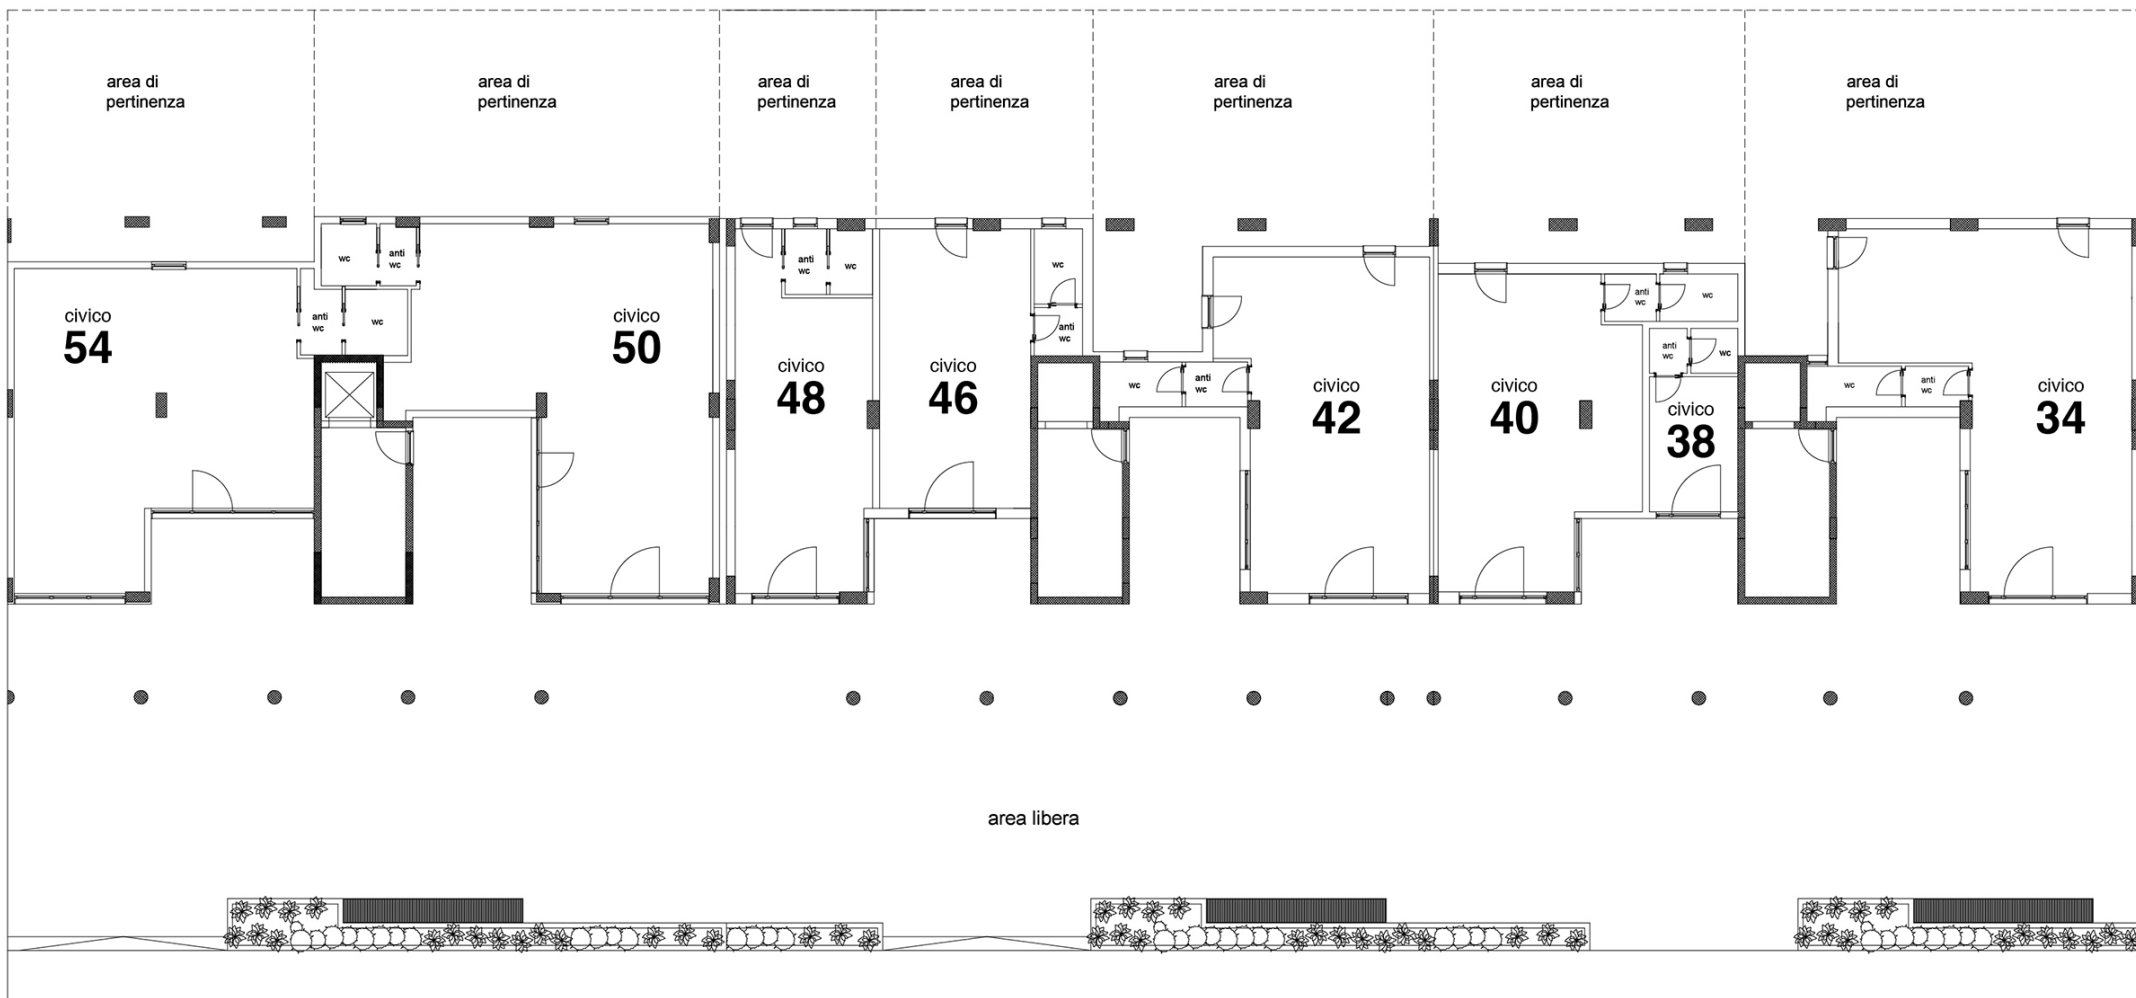 area di
pertinenza
area di
pertinenza
area di
pertinenza
area di
pertinenza
area di
pertinenza
area di
pertinenza
area di
pertinenza
civico
54
anti
wc
wc
wc
anti
wc
civico
50
anti
wc
wc
civico
48
civico
46
wc
anti
wc
wc
anti
wc
civico
42
civico
40
anti
wc
wc
anti
wc
wc
civico
38
wc
anti
wc
civico
34
area libera